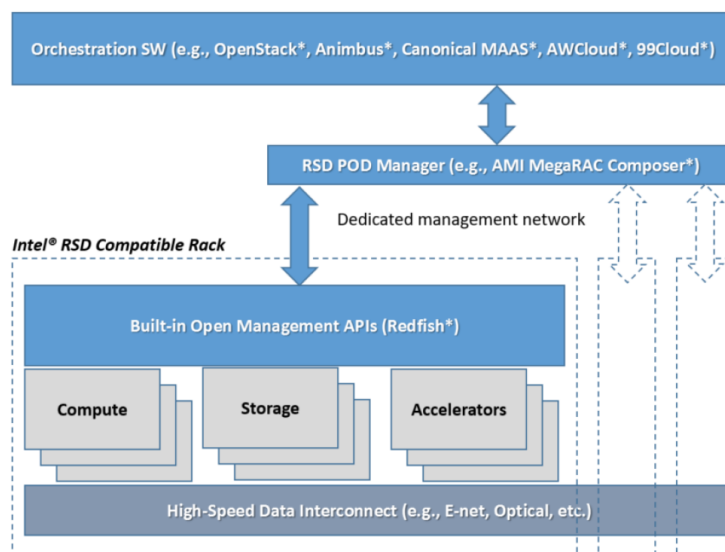 Orchestration SW (e.g., OpenStack*, Animbus*, Canonical MAAS*, AWCloud*, 99Cloud*)
RSD POD Manager (e.g., AMI MegaRAC Composer*)
Dedicated management network
Intel® RSD Compatible Rack
Built-in Open Management APIs (Redfish*)
Compute
Storage
Accelerators
High-Speed Data Interconnect (e.g., E-net, Optical, etc.)